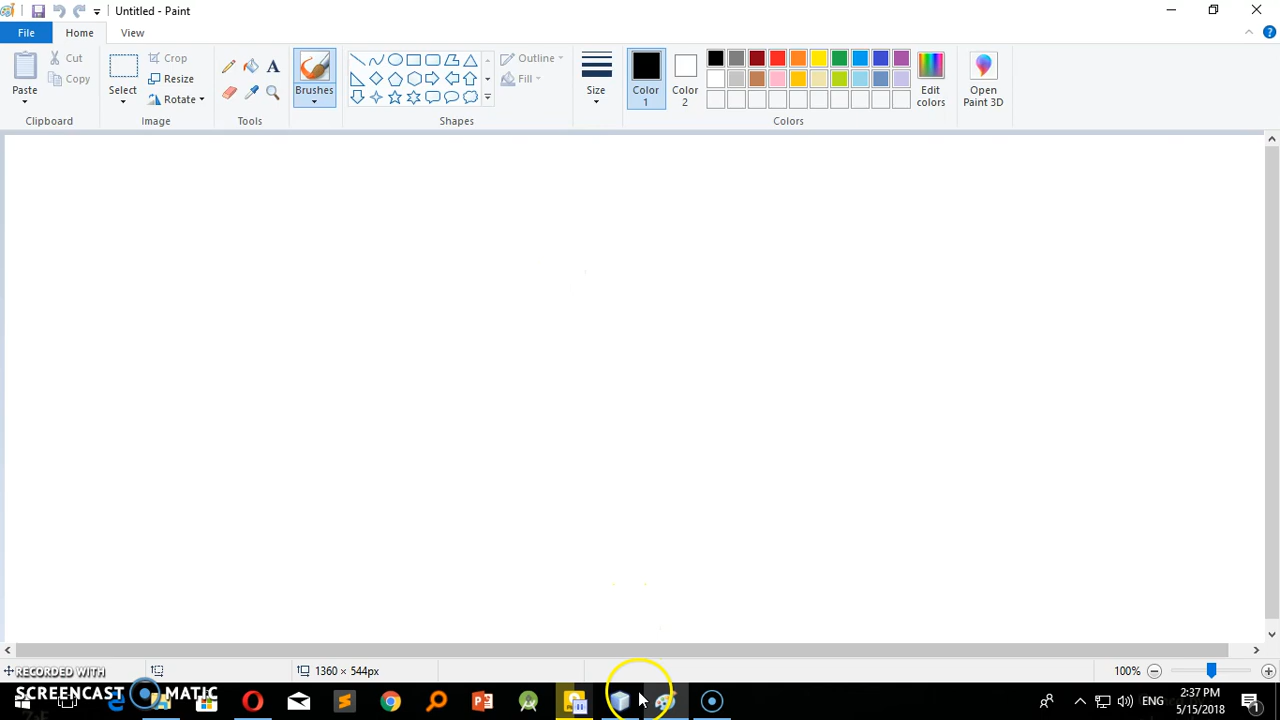 Untitled - Paint
File Home View
Paste
Cut
Copy
Clipboard
Select
Crop
Resize
Rotate
Image
A
Tools
Brushes
Shapes
Outline
Fill
Size
Color 1
Color 2
Colors
Edit colors
Open Paint 3D
1360 × 544px
100%
RECORDED WITH
SCREENCAST MATIC
ENG
2:37 PM
5/15/2018
1